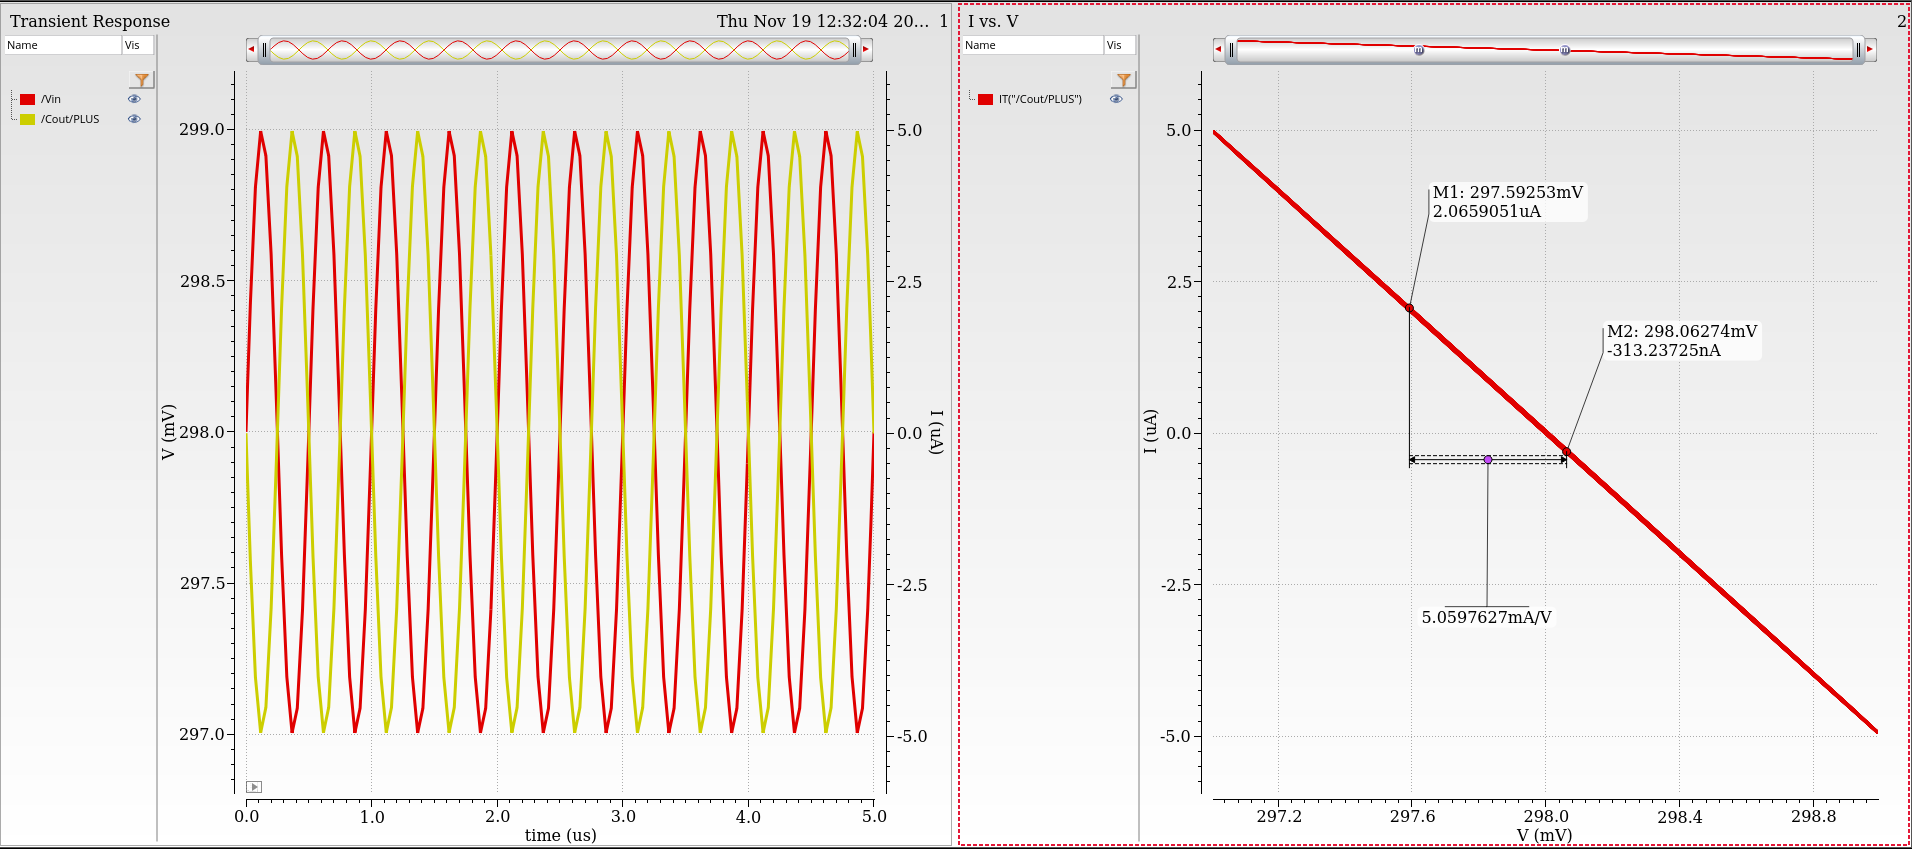 Transient Response
Thu Nov 19 12:32:04 20... 1
Name Vis
/Vin
/Cout/PLUS
299.0
298.5
298.0
297.5
297.0
V (mV)
5.0
2.5
0.0
-2.5
-5.0
I (uA)
0.0 1.0 2.0 3.0 4.0 5.0
time (us)
I vs. V
2
Name Vis
IT("/Cout/PLUS")
m m
5.0
2.5
0.0
-2.5
-5.0
I (uA)
M1: 297.59253mV
2.0659051uA
M2: 298.06274mV
-313.23725nA
5.0597627mA/V
297.2 297.6 298.0 298.4 298.8
V (mV)